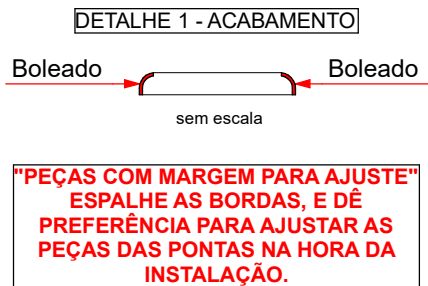 DETALHE 1 - ACABAMENTO
Boleado Boleado
sem escala
"PEÇAS COM MARGEM PARA AJUSTE"
ESPALHE AS BORDAS, E DÊ
PREFERÊNCIA PARA AJUSTAR AS
PEÇAS DAS PONTAS NA HORA DA
INSTALAÇÃO.